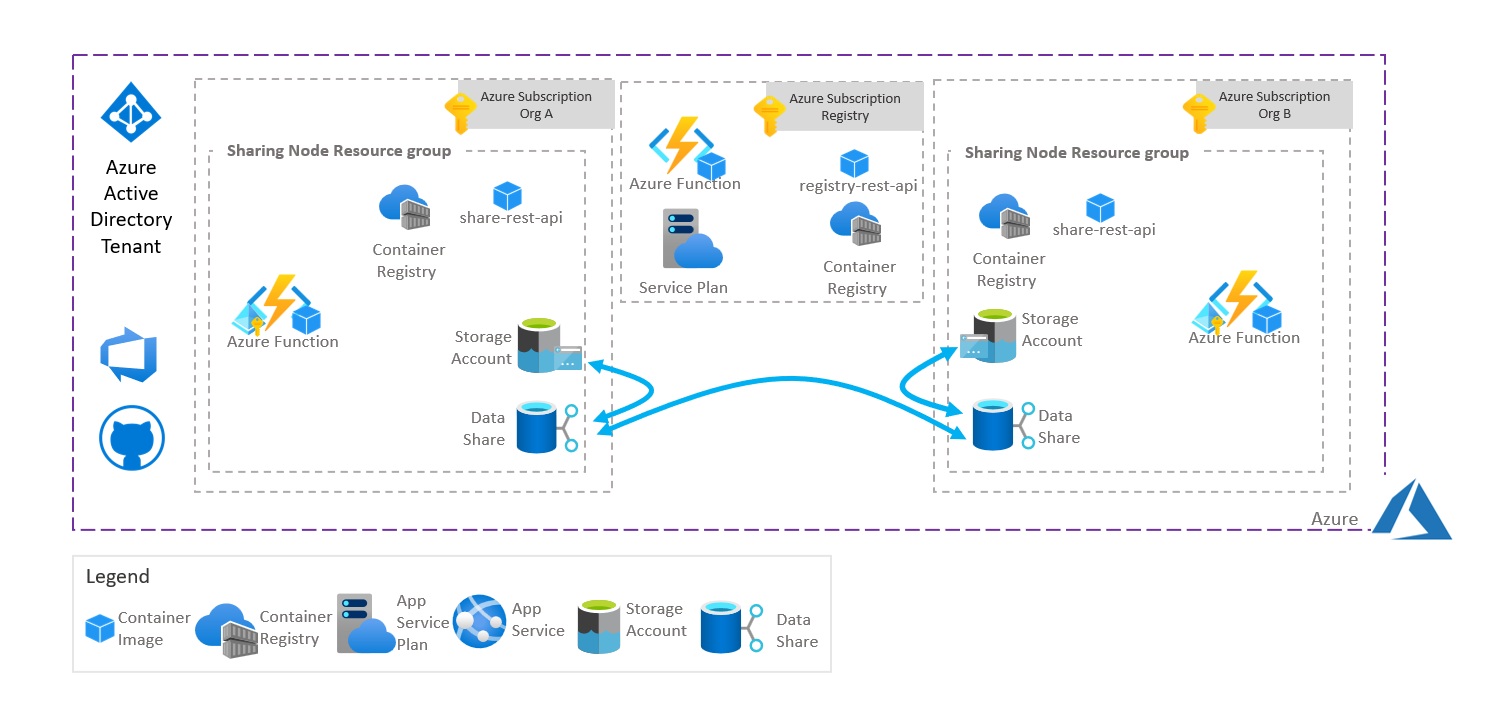 Azure
Active
Directory
Tenant
Azure Subscription
Org A
Sharing Node Resource group
Container
Registry
share-rest-api
Azure Function
Storage
Account
Data
Share
Azure Subscription
Registry
Azure Function
registry-rest-api
Service Plan
Container
Registry
Azure Subscription
Org B
Sharing Node Resource group
Container
Registry
share-rest-api
Storage
Account
Azure Function
Data
Share
Azure
Legend
Container
Image
Container
Registry
App
Service
Plan
App
Service
Storage
Account
Data
Share